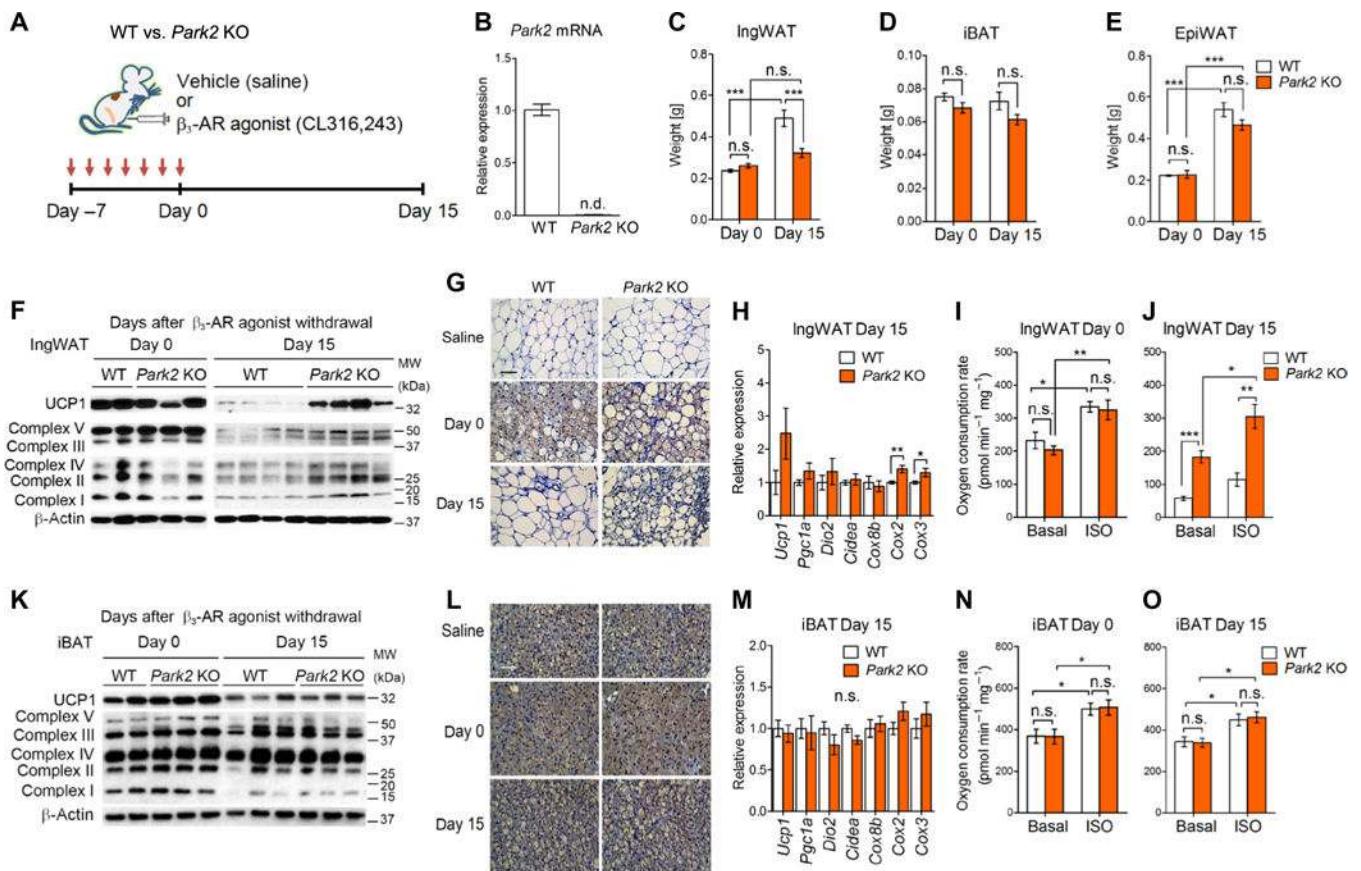 A
WT vs. Park2 KO
Vehicle (saline)
or
β₃-AR agonist (CL316,243)
Day –7
Day 0
Day 15
B
Park2 mRNA
Relative expression
1.5
1.0
0.5
0.0
n.d.
WT
Park2 KO
C
IngWAT
Weight [g]
0.8
0.6
0.4
0.2
0.0
n.s.
***
***
n.s.
Day 0
Day 15
D
iBAT
Weight [g]
0.10
0.08
0.06
0.04
0.02
0.00
n.s.
n.s.
Day 0
Day 15
E
EpiWAT
WT
Park2 KO
Weight [g]
0.8
0.6
0.4
0.2
0.0
***
***
n.s.
n.s.
Day 0
Day 15
F
Days after β₃-AR agonist withdrawal
IngWAT
Day 0
Day 15
WT
Park2 KO
WT
Park2 KO
MW
(kDa)
UCP1
32
Complex V
50
Complex III
37
Complex IV
Complex II
25
20
Complex I
15
β-Actin
37
G
WT
Park2 KO
Saline
Day 0
Day 15
H
IngWAT Day 15
WT
Park2 KO
Relative expression
4
3
2
1
0
**
*
Ucp1
Pgc1a
Dio2
Cidea
Cox8b
Cox2
Cox3
I
IngWAT Day 0
Oxygen consumption rate
(pmol min⁻¹ mg⁻¹)
500
400
300
200
100
0
**
*
n.s.
n.s.
Basal
ISO
J
IngWAT Day 15
WT
Park2 KO
500
400
300
200
100
0
*
**
***
Basal
ISO
K
Days after β₃-AR agonist withdrawal
iBAT
Day 0
Day 15
WT
Park2 KO
WT
Park2 KO
MW
(kDa)
UCP1
32
Complex V
50
Complex III
37
Complex IV
Complex II
25
20
Complex I
15
β-Actin
37
L
Saline
Day 0
Day 15
M
iBAT Day 15
WT
Park2 KO
Relative expression
2.0
1.5
1.0
0.5
0.0
n.s.
Ucp1
Pgc1a
Dio2
Cidea
Cox8b
Cox2
Cox3
N
iBAT Day 0
Oxygen consumption rate
(pmol min⁻¹ mg⁻¹)
800
600
400
200
0
*
*
n.s.
n.s.
Basal
ISO
O
iBAT Day 15
WT
Park2 KO
800
600
400
200
0
*
*
n.s.
n.s.
Basal
ISO